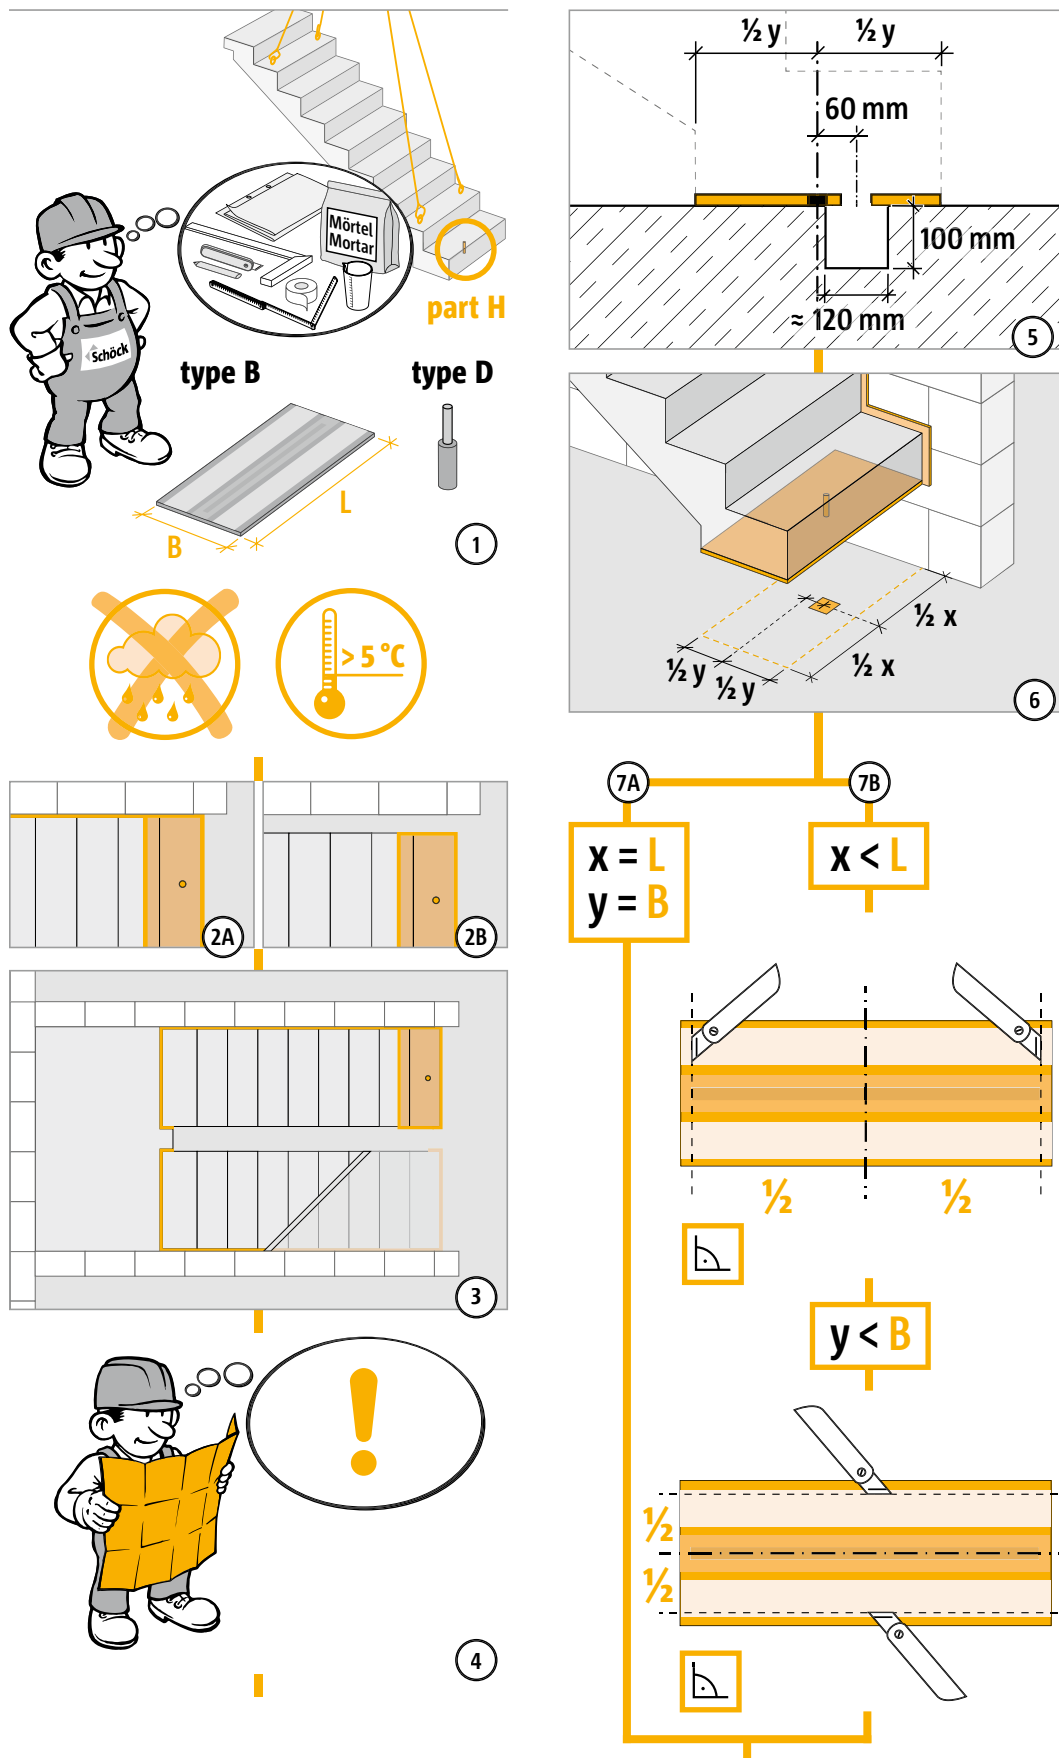 Mörtel
Mortar
part H
Schöck
type B
type D
L
B
1
> 5 °C
2A
2B
3
4
½ y
½ y
60 mm
100 mm
≈ 120 mm
5
½ x
½ x
½ y
½ y
6
7A
7B
x = L
y = B
x < L
½
½
y < B
½
½